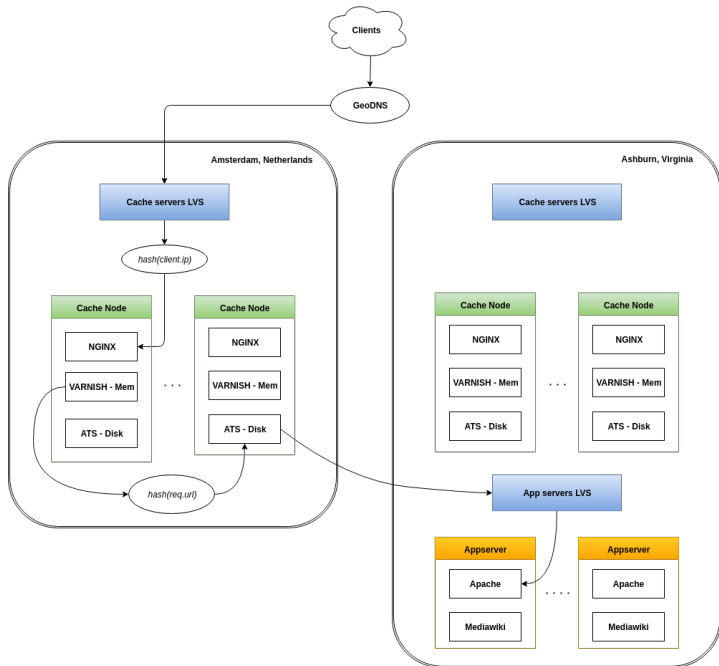 Clients
GeoDNS
Amsterdam, Netherlands
Cache servers LVS
hash(client.ip)
Cache Node
NGINX
VARNISH - Mem
ATS - Disk
. . .
Cache Node
NGINX
VARNISH - Mem
ATS - Disk
hash(req.url)
Ashburn, Virginia
Cache servers LVS
Cache Node
NGINX
VARNISH - Mem
ATS - Disk
. . .
Cache Node
NGINX
VARNISH - Mem
ATS - Disk
App servers LVS
Appserver
Apache
Mediawiki
. . . .
Appserver
Apache
Mediawiki